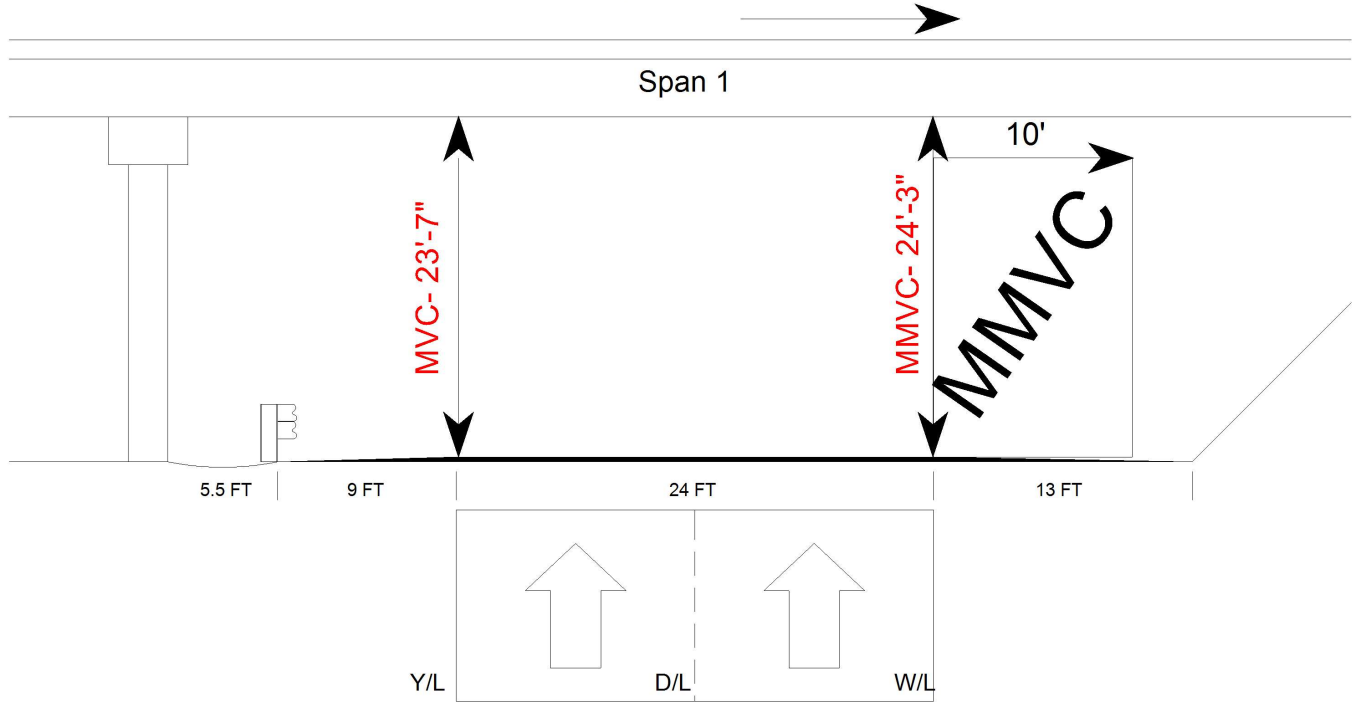 Span 1
10'
MVC- 23'-7"
MMVC- 24'-3"
MMVC
5.5 FT
9 FT
24 FT
13 FT
Y/L
D/L
W/L